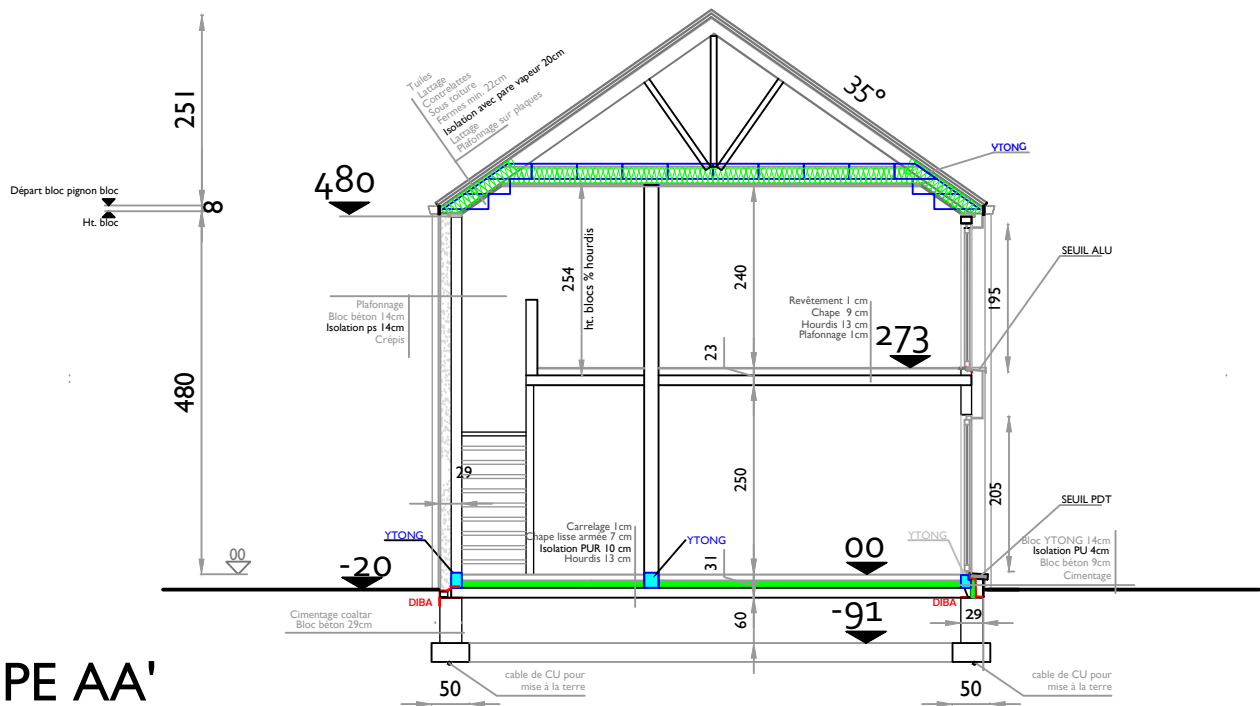 251
Départ bloc pignon bloc
8
Ht. bloc
480
00
480
Tuiles
Lattage
Contrelattes
Sous toiture
Fermes min. 22cm
Isolation avec pare vapeur 20cm
Lattage
Plafonnage sur plaques
35°
YTONG
254
ht. blocs % hourdis
240
195
SEUIL ALU
Plafonnage
Bloc béton 14cm
Isolation ps 14cm
Crépis
Revêtement 1 cm
Chape 9 cm
Hourdis 13 cm
Plafonnage 1cm
273
23
29
250
205
SEUIL PDT
Carrelage 1cm
Chape lisse armée 7 cm
Isolation PUR 10 cm
Hourdis 13 cm
YTONG
YTONG
YTONG
Bloc YTONG 14cm
Isolation PU 4cm
Bloc béton 9cm
Cimentage
-20
00
31
DIBA
DIBA
Cimentage coaltar
Bloc béton 29cm
60
-91
29
cable de CU pour
mise à la terre
cable de CU pour
mise à la terre
50
50
PE AA'